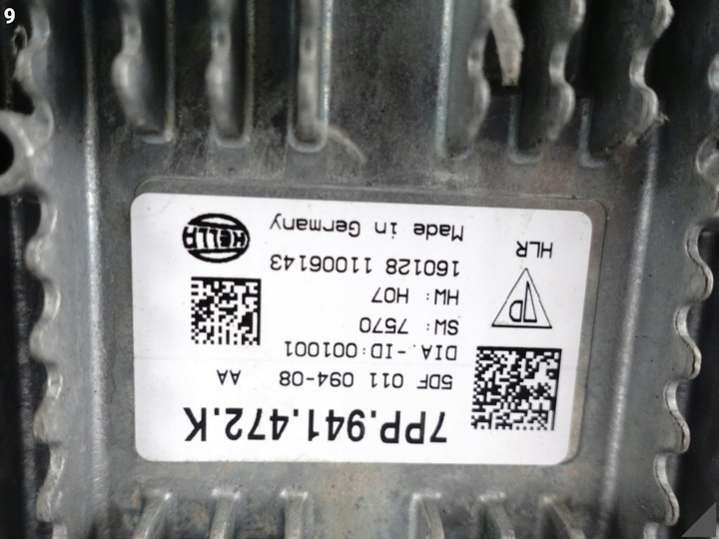 9
7PP.941.472.K
5DF 011 094-08 AA
DIA.-ID:001001
SW: 7570
HW: H07
160128 11006143
Made in Germany
HLR
HELLA